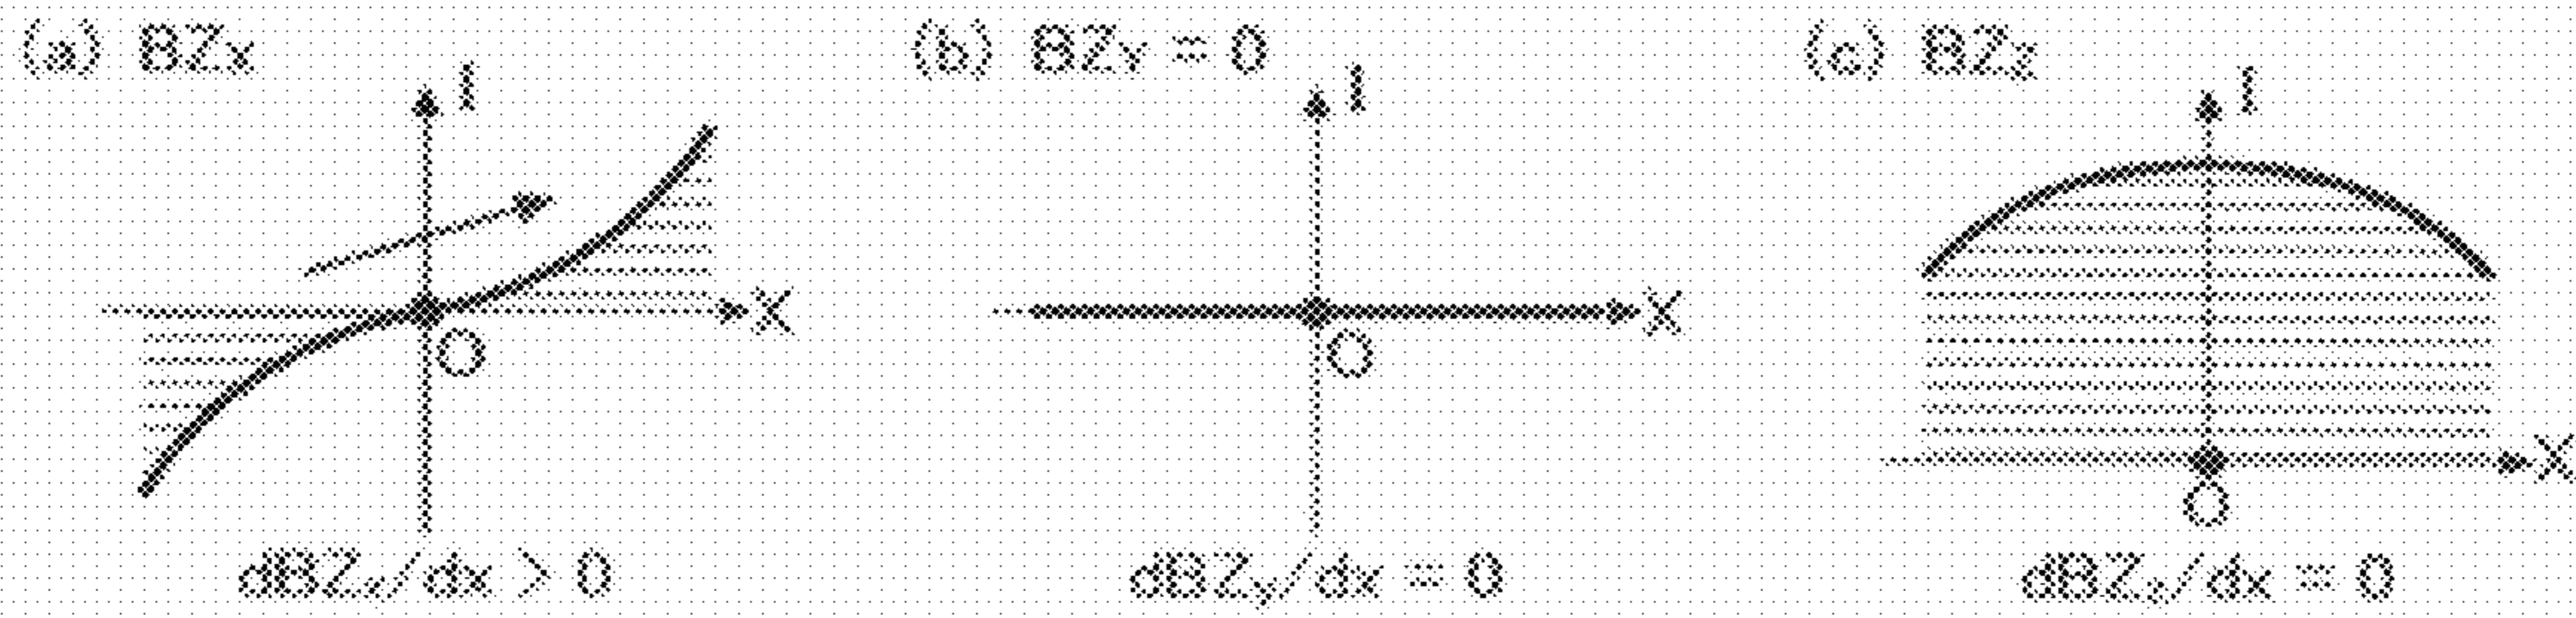 (a) BZx
(b) BZY = 0
(c) BZz
I
I
I
X
X
X
O
O
O
dBZx/dx > 0
dBZy/dx = 0
dBZz/dx = 0